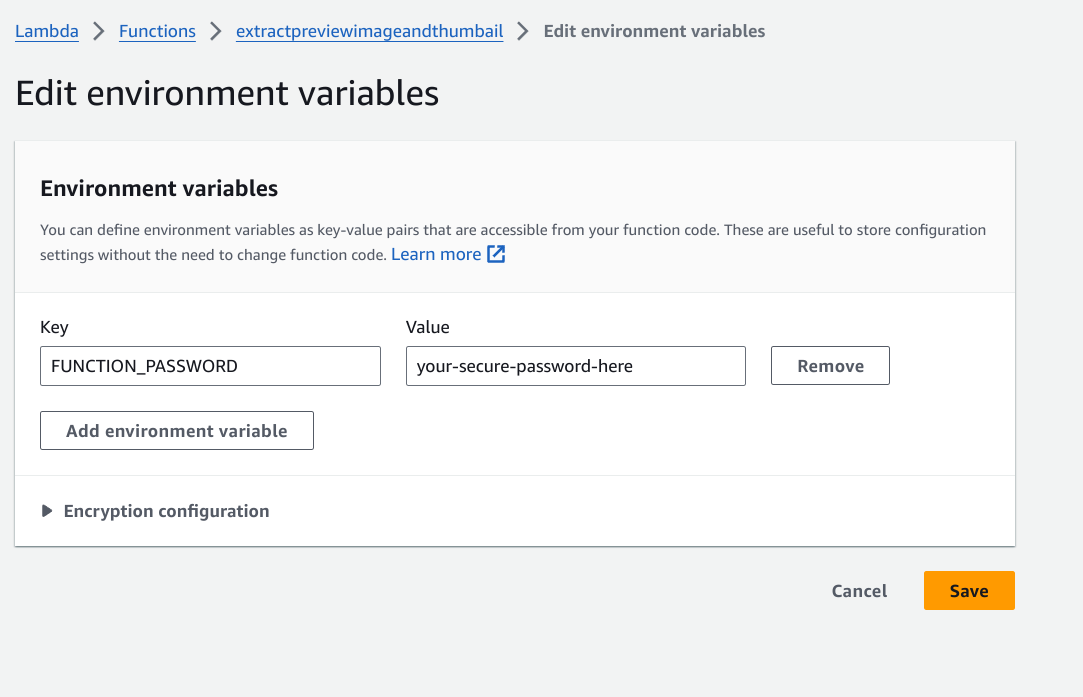 Lambda > Functions > extractpreviewimageandthumbail > Edit environment variables
Edit environment variables
Environment variables
You can define environment variables as key-value pairs that are accessible from your function code. These are useful to store configuration
settings without the need to change function code. Learn more
Key Value
FUNCTION_PASSWORD your-secure-password-here Remove
Add environment variable
Encryption configuration
Cancel Save